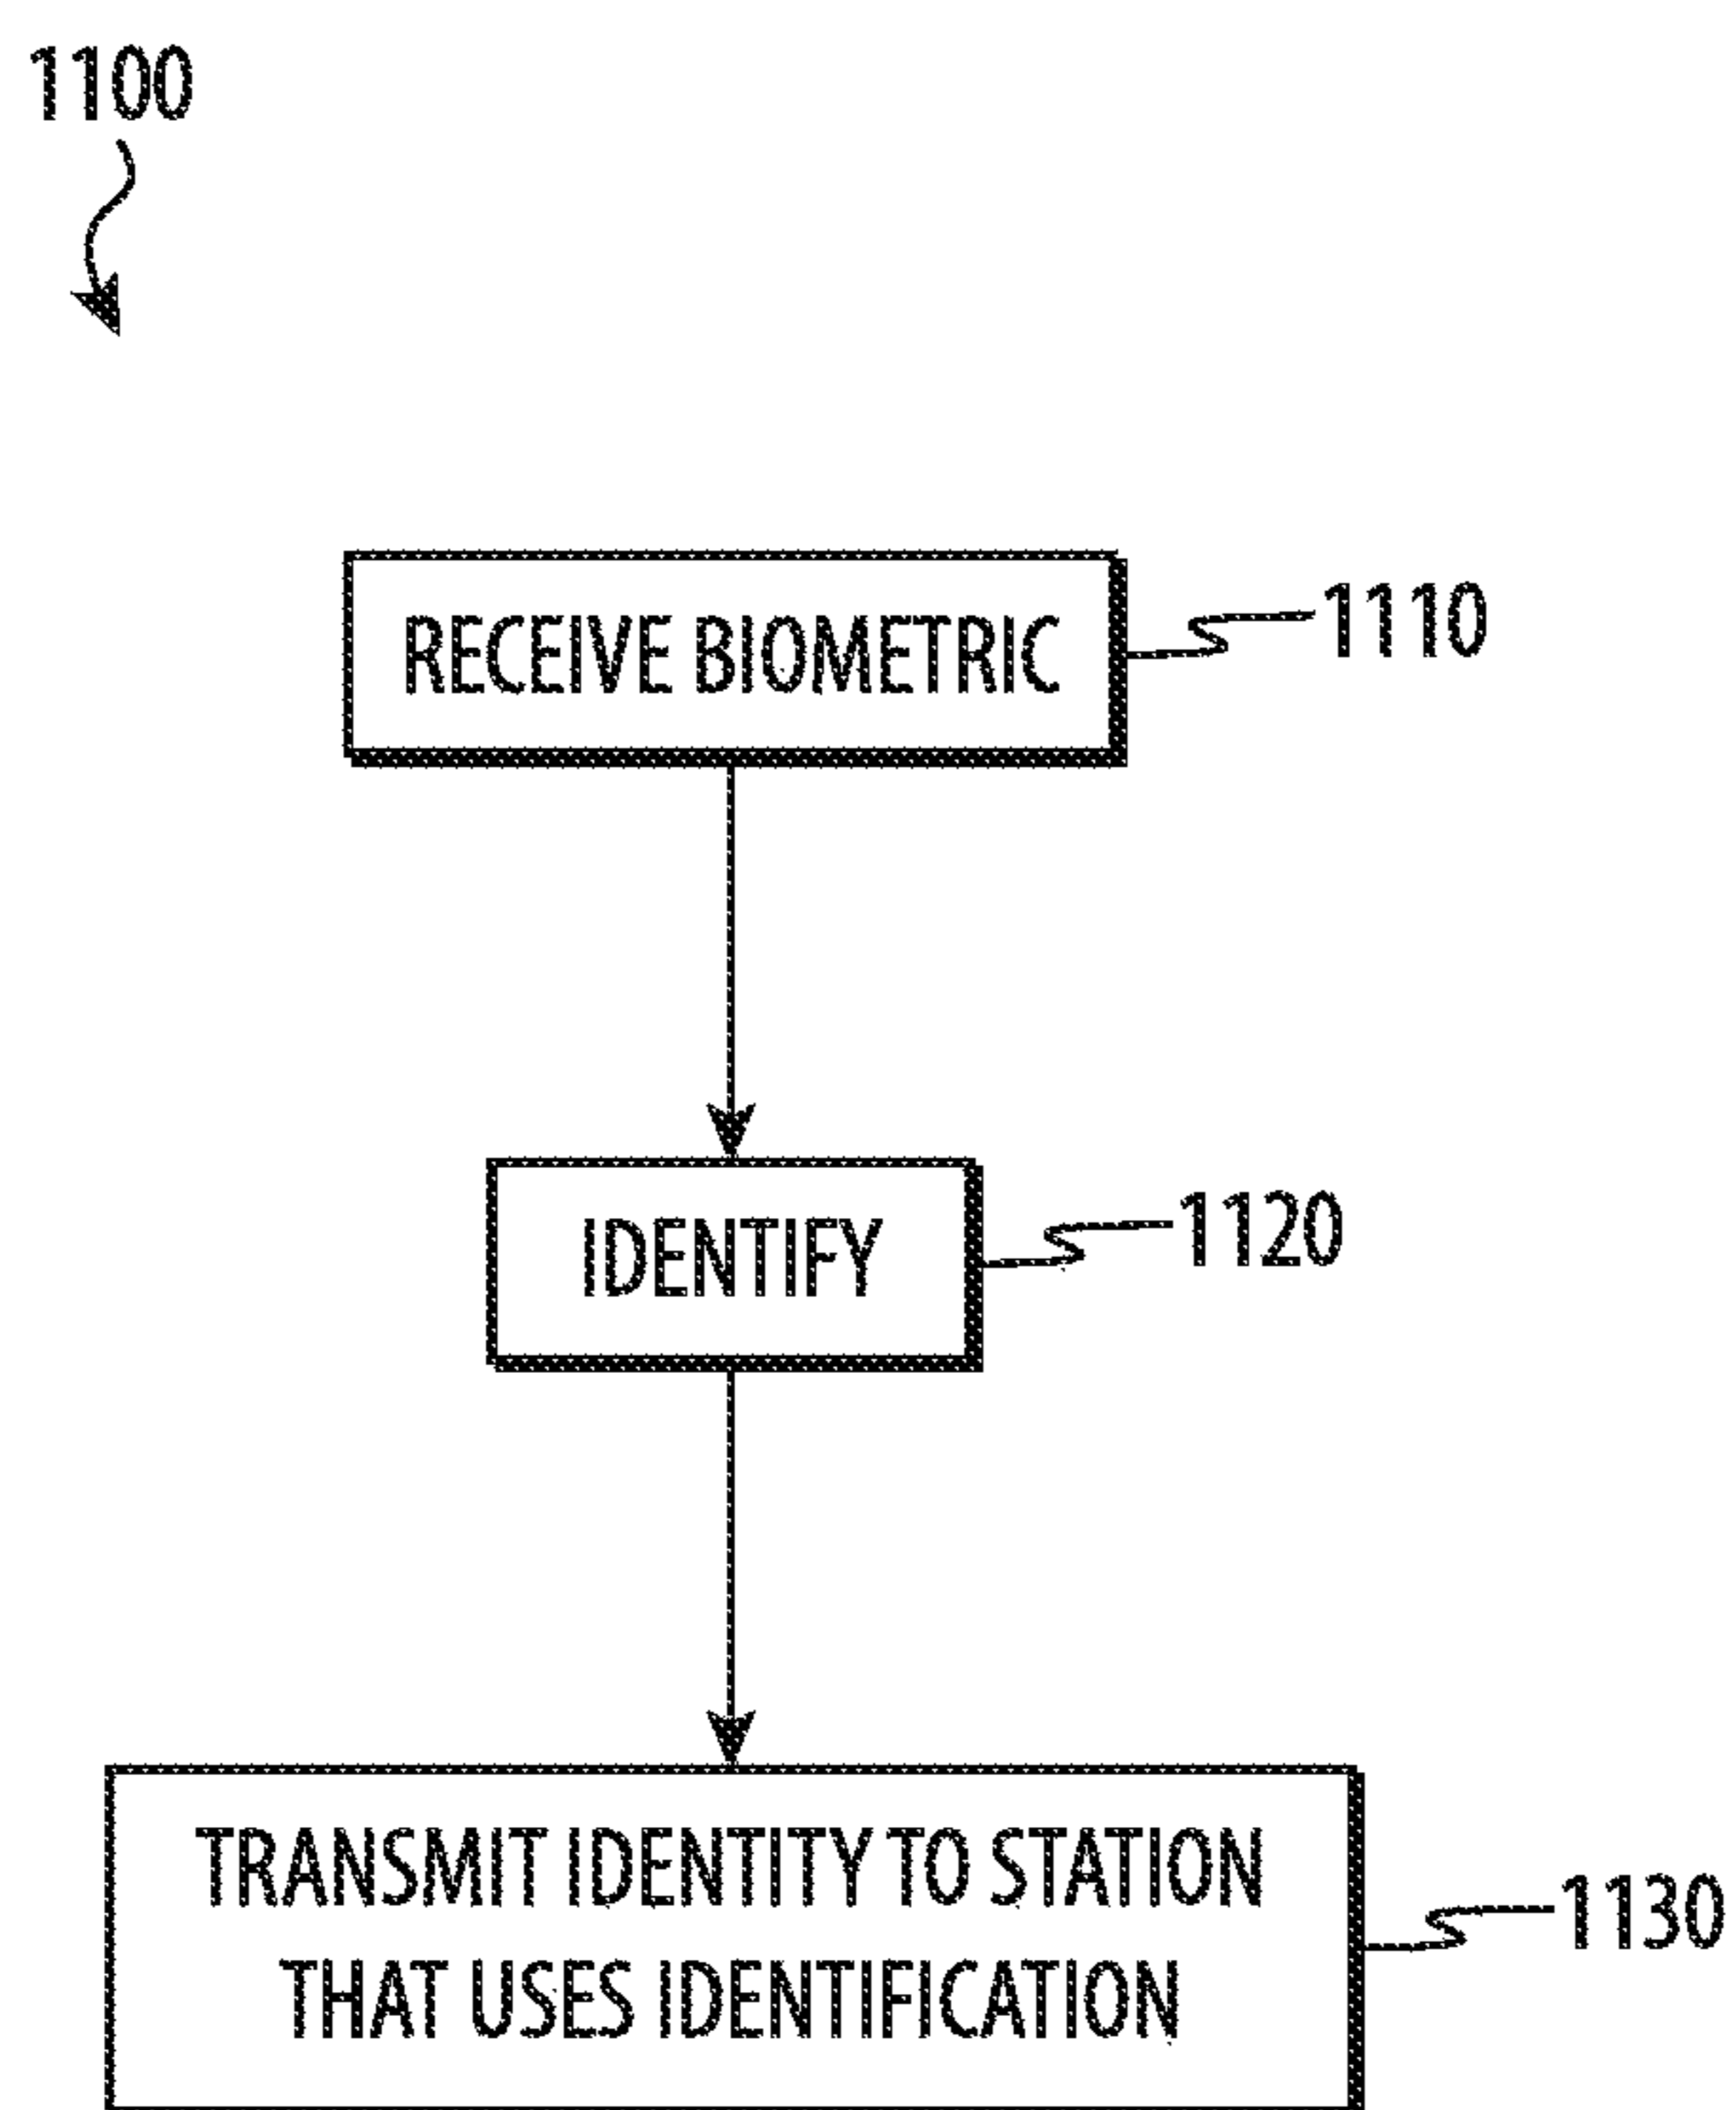 1100
RECEIVE BIOMETRIC
1110
IDENTIFY
1120
TRANSMIT IDENTITY TO STATION
THAT USES IDENTIFICATION
1130